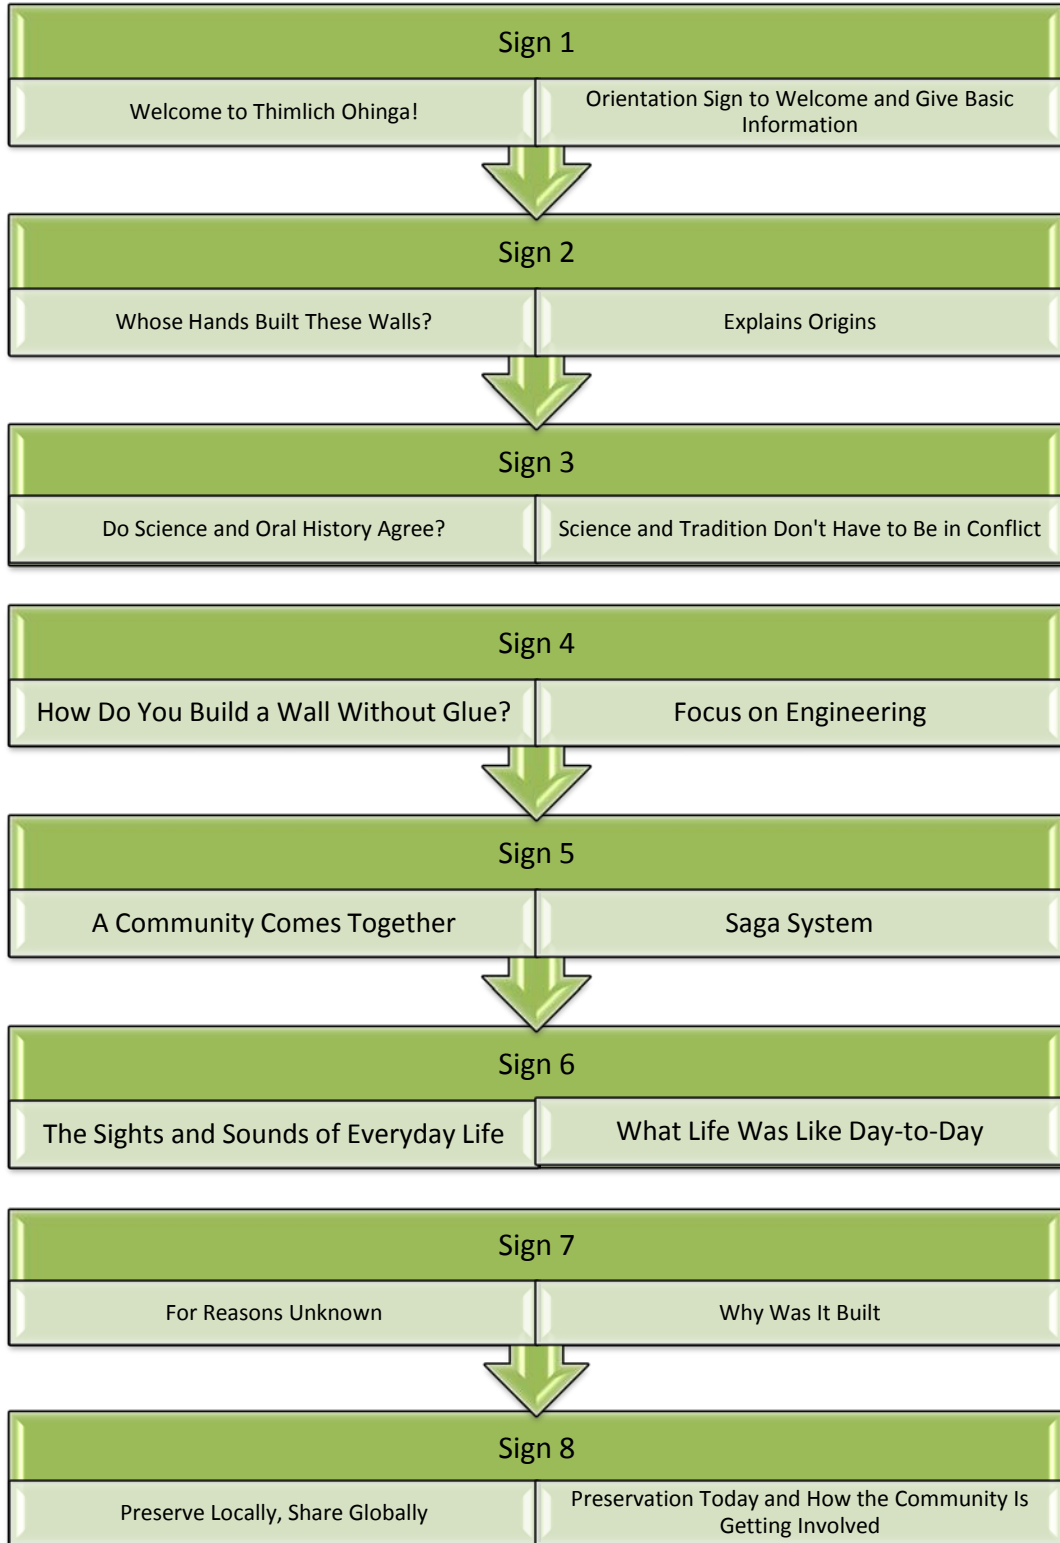 Sign 1
Welcome to Thimlich Ohinga!
Orientation Sign to Welcome and Give Basic
Information
Sign 2
Whose Hands Built These Walls?
Explains Origins
Sign 3
Do Science and Oral History Agree?
Science and Tradition Don't Have to Be in Conflict
Sign 4
How Do You Build a Wall Without Glue?
Focus on Engineering
Sign 5
A Community Comes Together
Saga System
Sign 6
The Sights and Sounds of Everyday Life
What Life Was Like Day-to-Day
Sign 7
For Reasons Unknown
Why Was It Built
Sign 8
Preserve Locally, Share Globally
Preservation Today and How the Community Is
Getting Involved